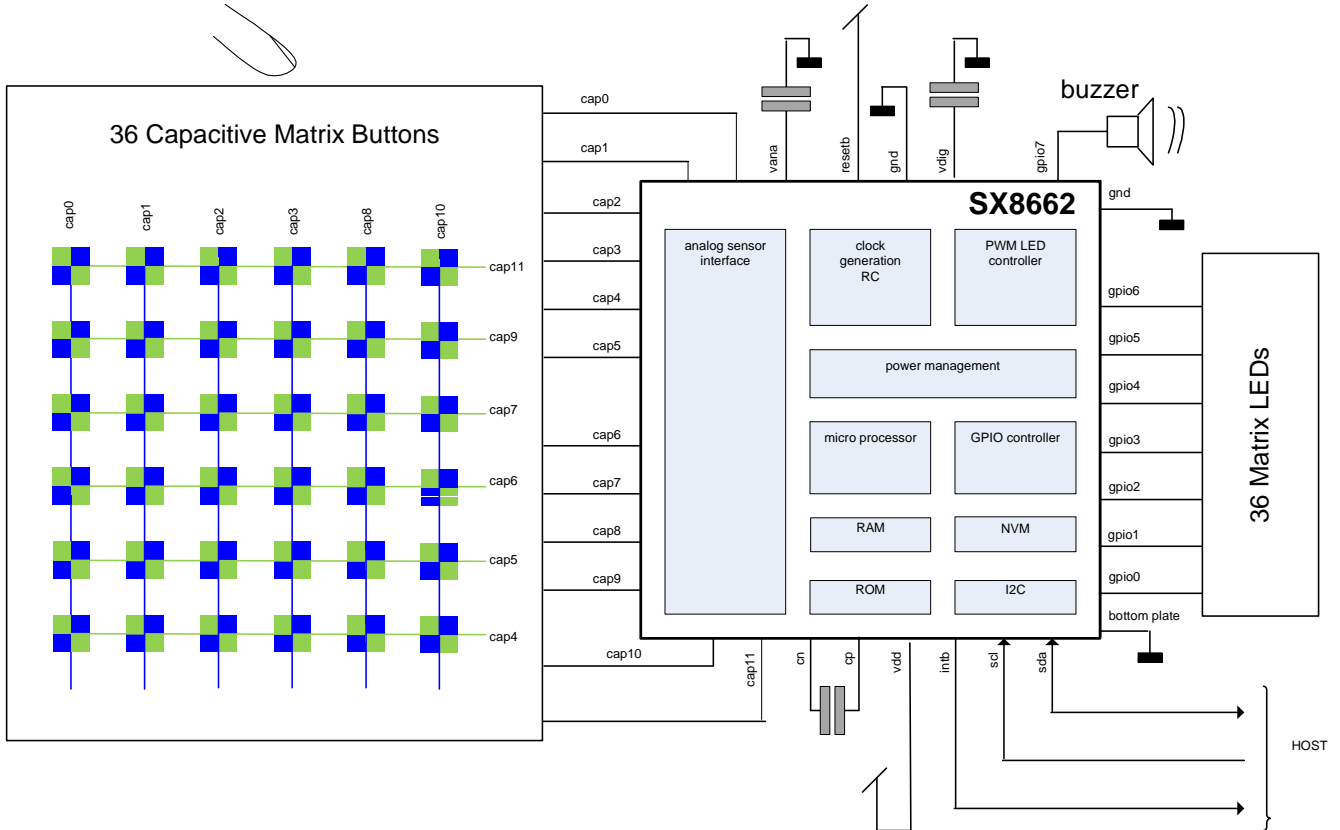 36 Capacitive Matrix Buttons
cap0
cap1
cap2
cap3
cap8
cap10
cap11
cap9
cap7
cap6
cap5
cap4
cap0
cap1
cap2
cap3
cap4
cap5
cap6
cap7
cap8
cap9
cap10
cap11
vana
resetb
gnd
vdig
gpio7
buzzer
SX8662
analog sensor
interface
clock
generation
RC
PWM LED
controller
power management
micro processor
GPIO controller
RAM
NVM
ROM
I2C
gnd
gpio6
gpio5
gpio4
gpio3
gpio2
gpio1
gpio0
bottom plate
36 Matrix LEDs
cn
cp
vdd
intb
scl
sda
HOST